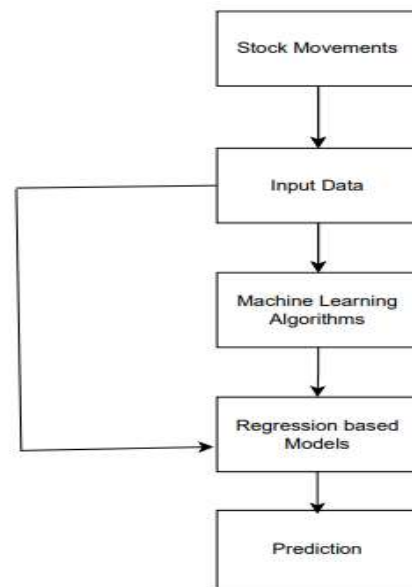 Stock Movements
Input Data
Machine Learning
Algorithms
Regression based
Models
Prediction